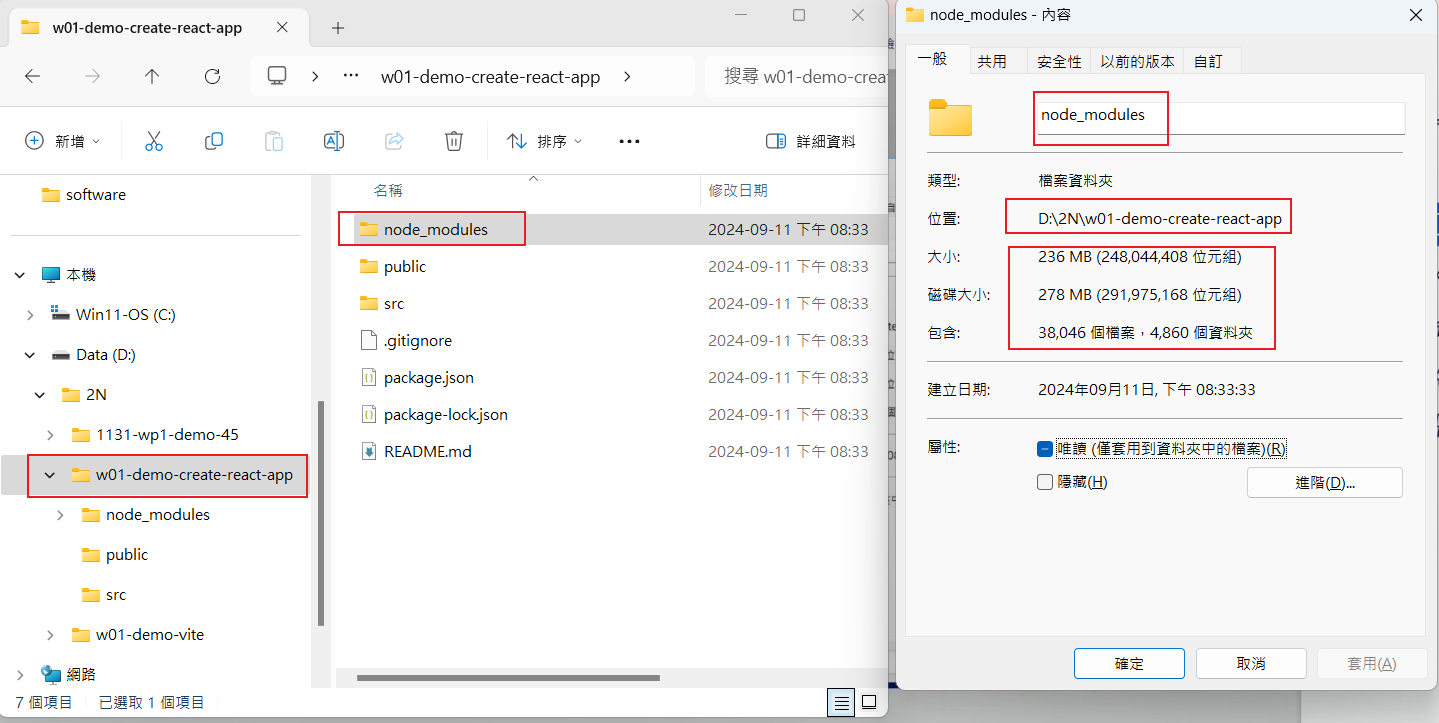 w01-demo-create-react-app
w01-demo-create-react-app
搜尋 w01-demo-creat
新增
排序
詳細資料
software
本機
Win11-OS (C:)
Data (D:)
2N
1131-wp1-demo-45
w01-demo-create-react-app
node_modules
public
src
w01-demo-vite
網路
名稱 修改日期
node_modules 2024-09-11 下午 08:33
public 2024-09-11 下午 08:33
src 2024-09-11 下午 08:33
.gitignore 2024-09-11 下午 08:33
package.json 2024-09-11 下午 08:33
package-lock.json 2024-09-11 下午 08:33
README.md 2024-09-11 下午 08:33
7 個項目 已選取 1 個項目
node_modules - 內容
一般 共用 安全性 以前的版本 自訂
node_modules
類型: 檔案資料夾
位置: D:\2N\w01-demo-create-react-app
大小: 236 MB (248,044,408 位元組)
磁碟大小: 278 MB (291,975,168 位元組)
包含: 38,046 個檔案，4,860 個資料夾
建立日期: 2024年09月11日, 下午 08:33:33
屬性: 唯讀 (僅套用到資料夾中的檔案)(R)
隱藏(H) 進階(D)...
確定 取消 套用(A)